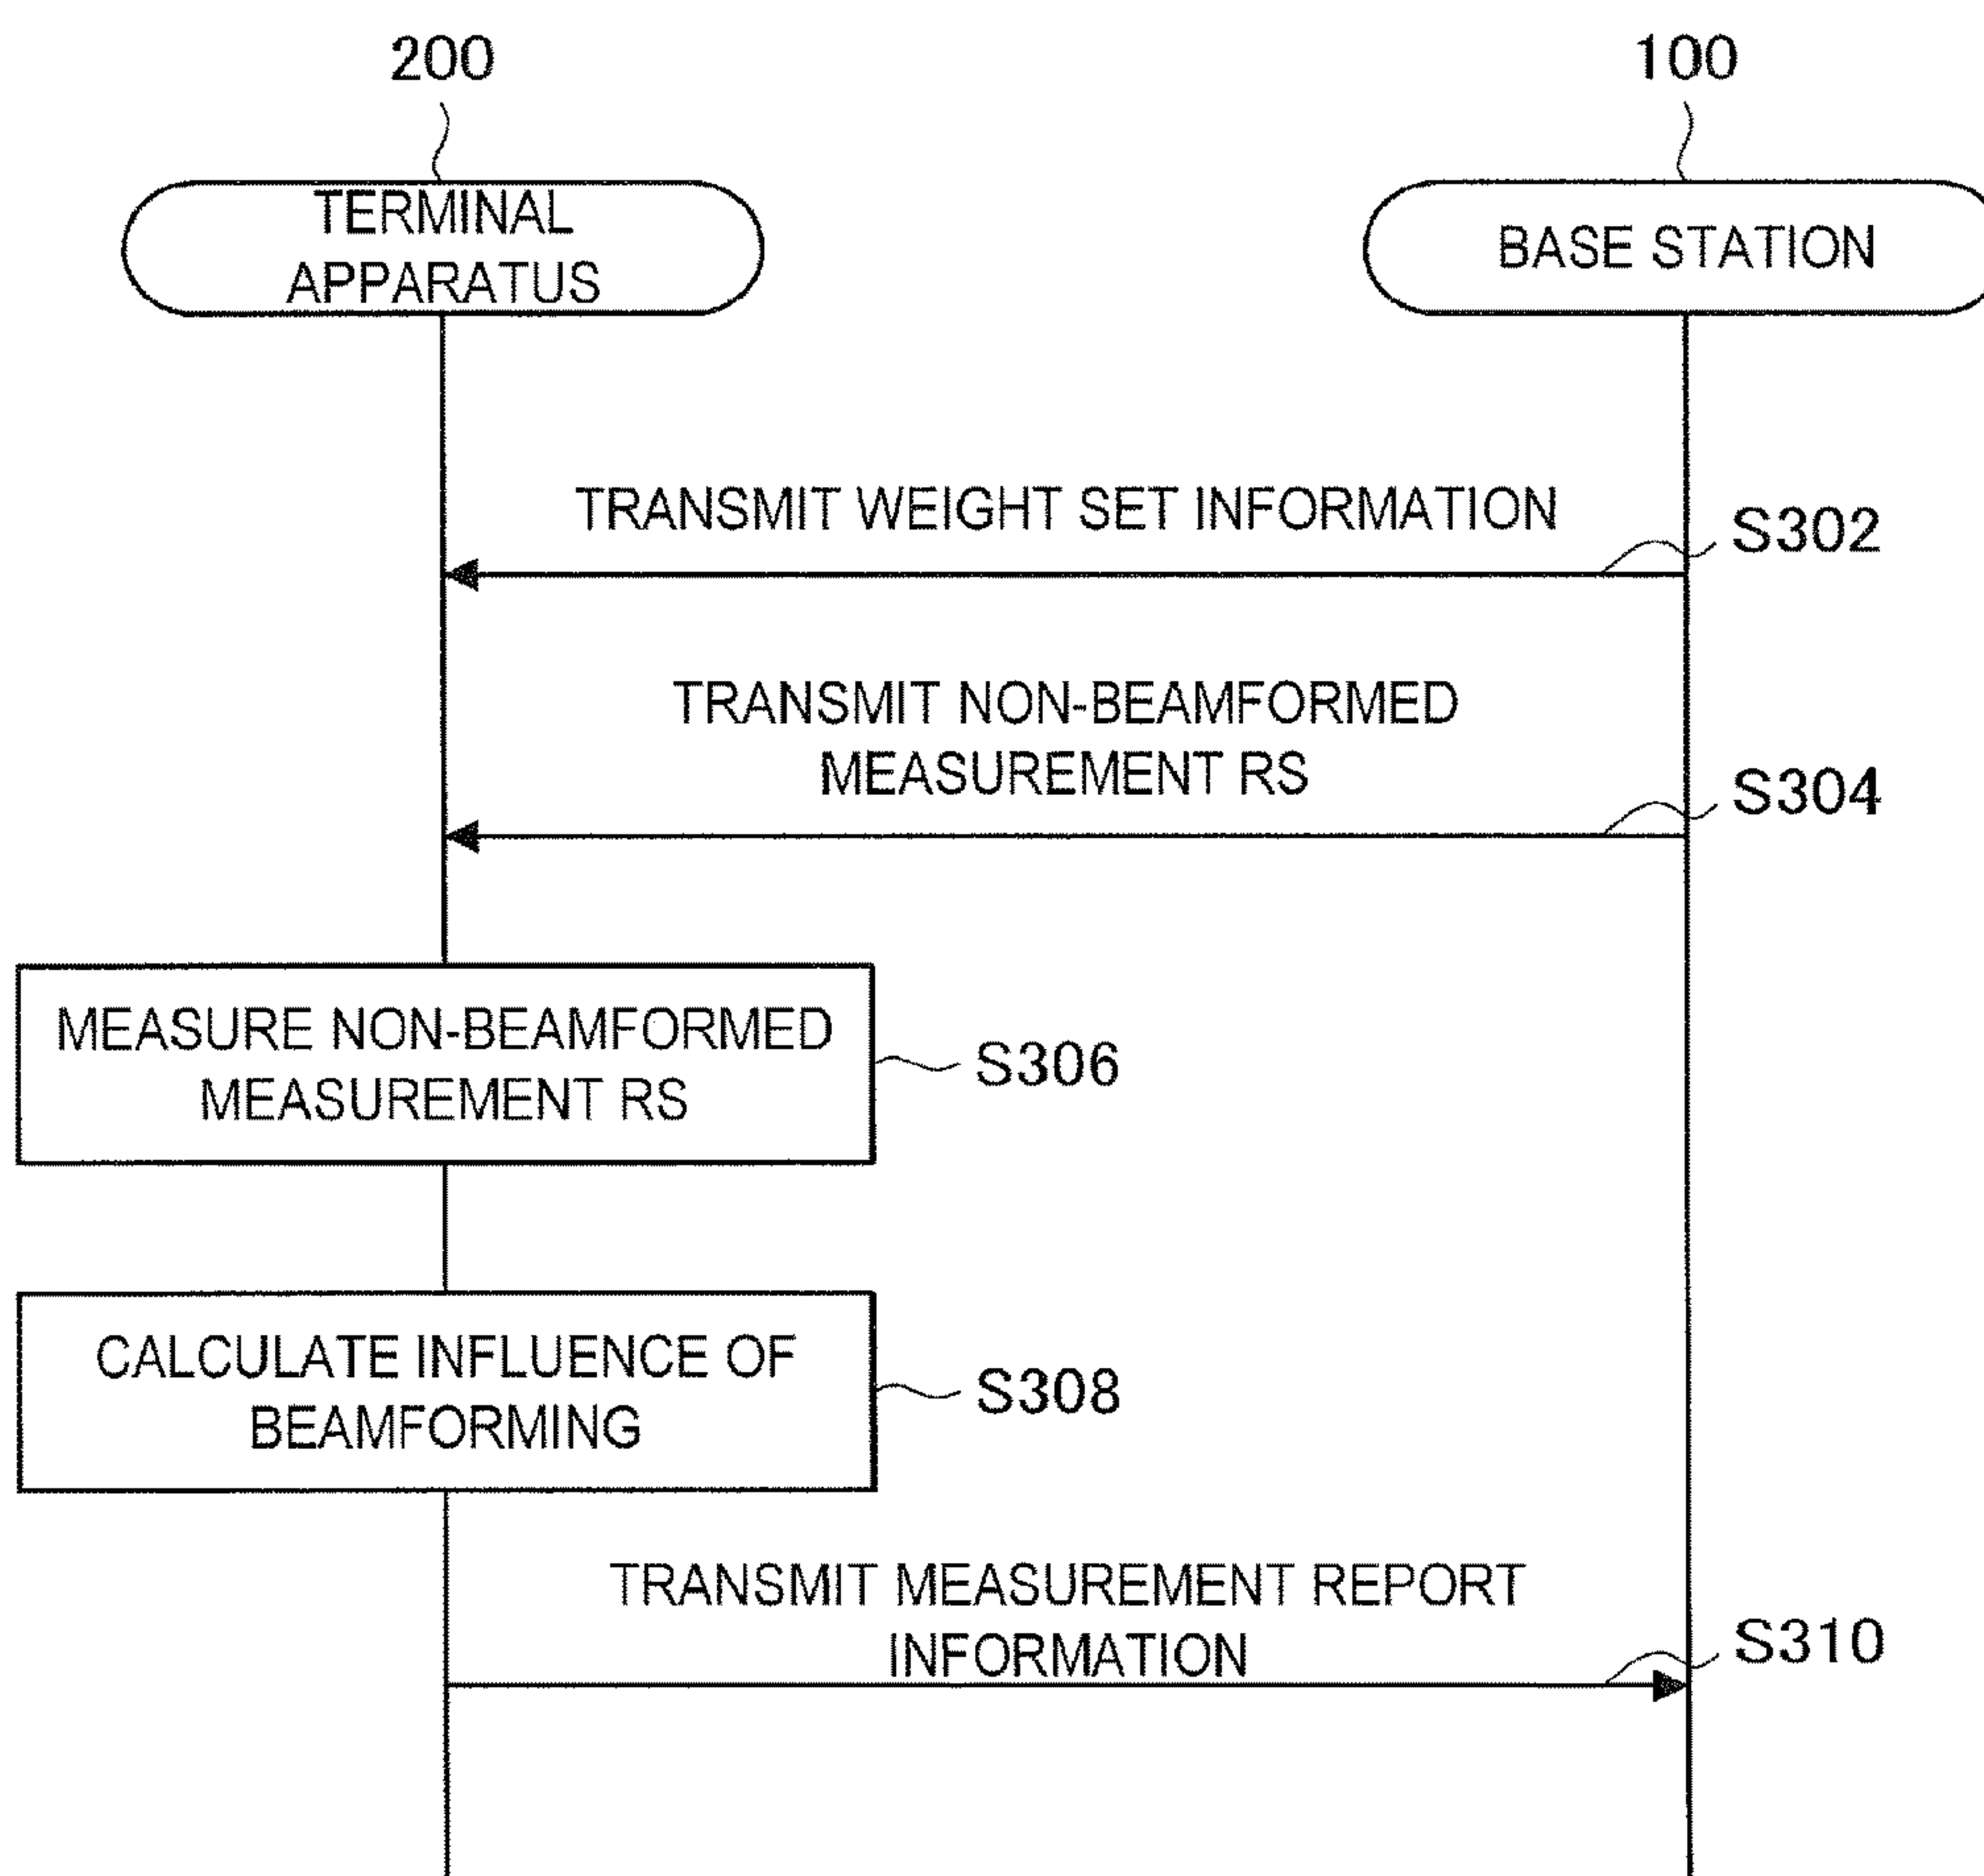 200
100
TERMINAL
APPARATUS
BASE STATION
TRANSMIT WEIGHT SET INFORMATION
S302
TRANSMIT NON-BEAMFORMED
MEASUREMENT RS
S304
MEASURE NON-BEAMFORMED
MEASUREMENT RS
S306
CALCULATE INFLUENCE OF
BEAMFORMING
S308
TRANSMIT MEASUREMENT REPORT
INFORMATION
S310